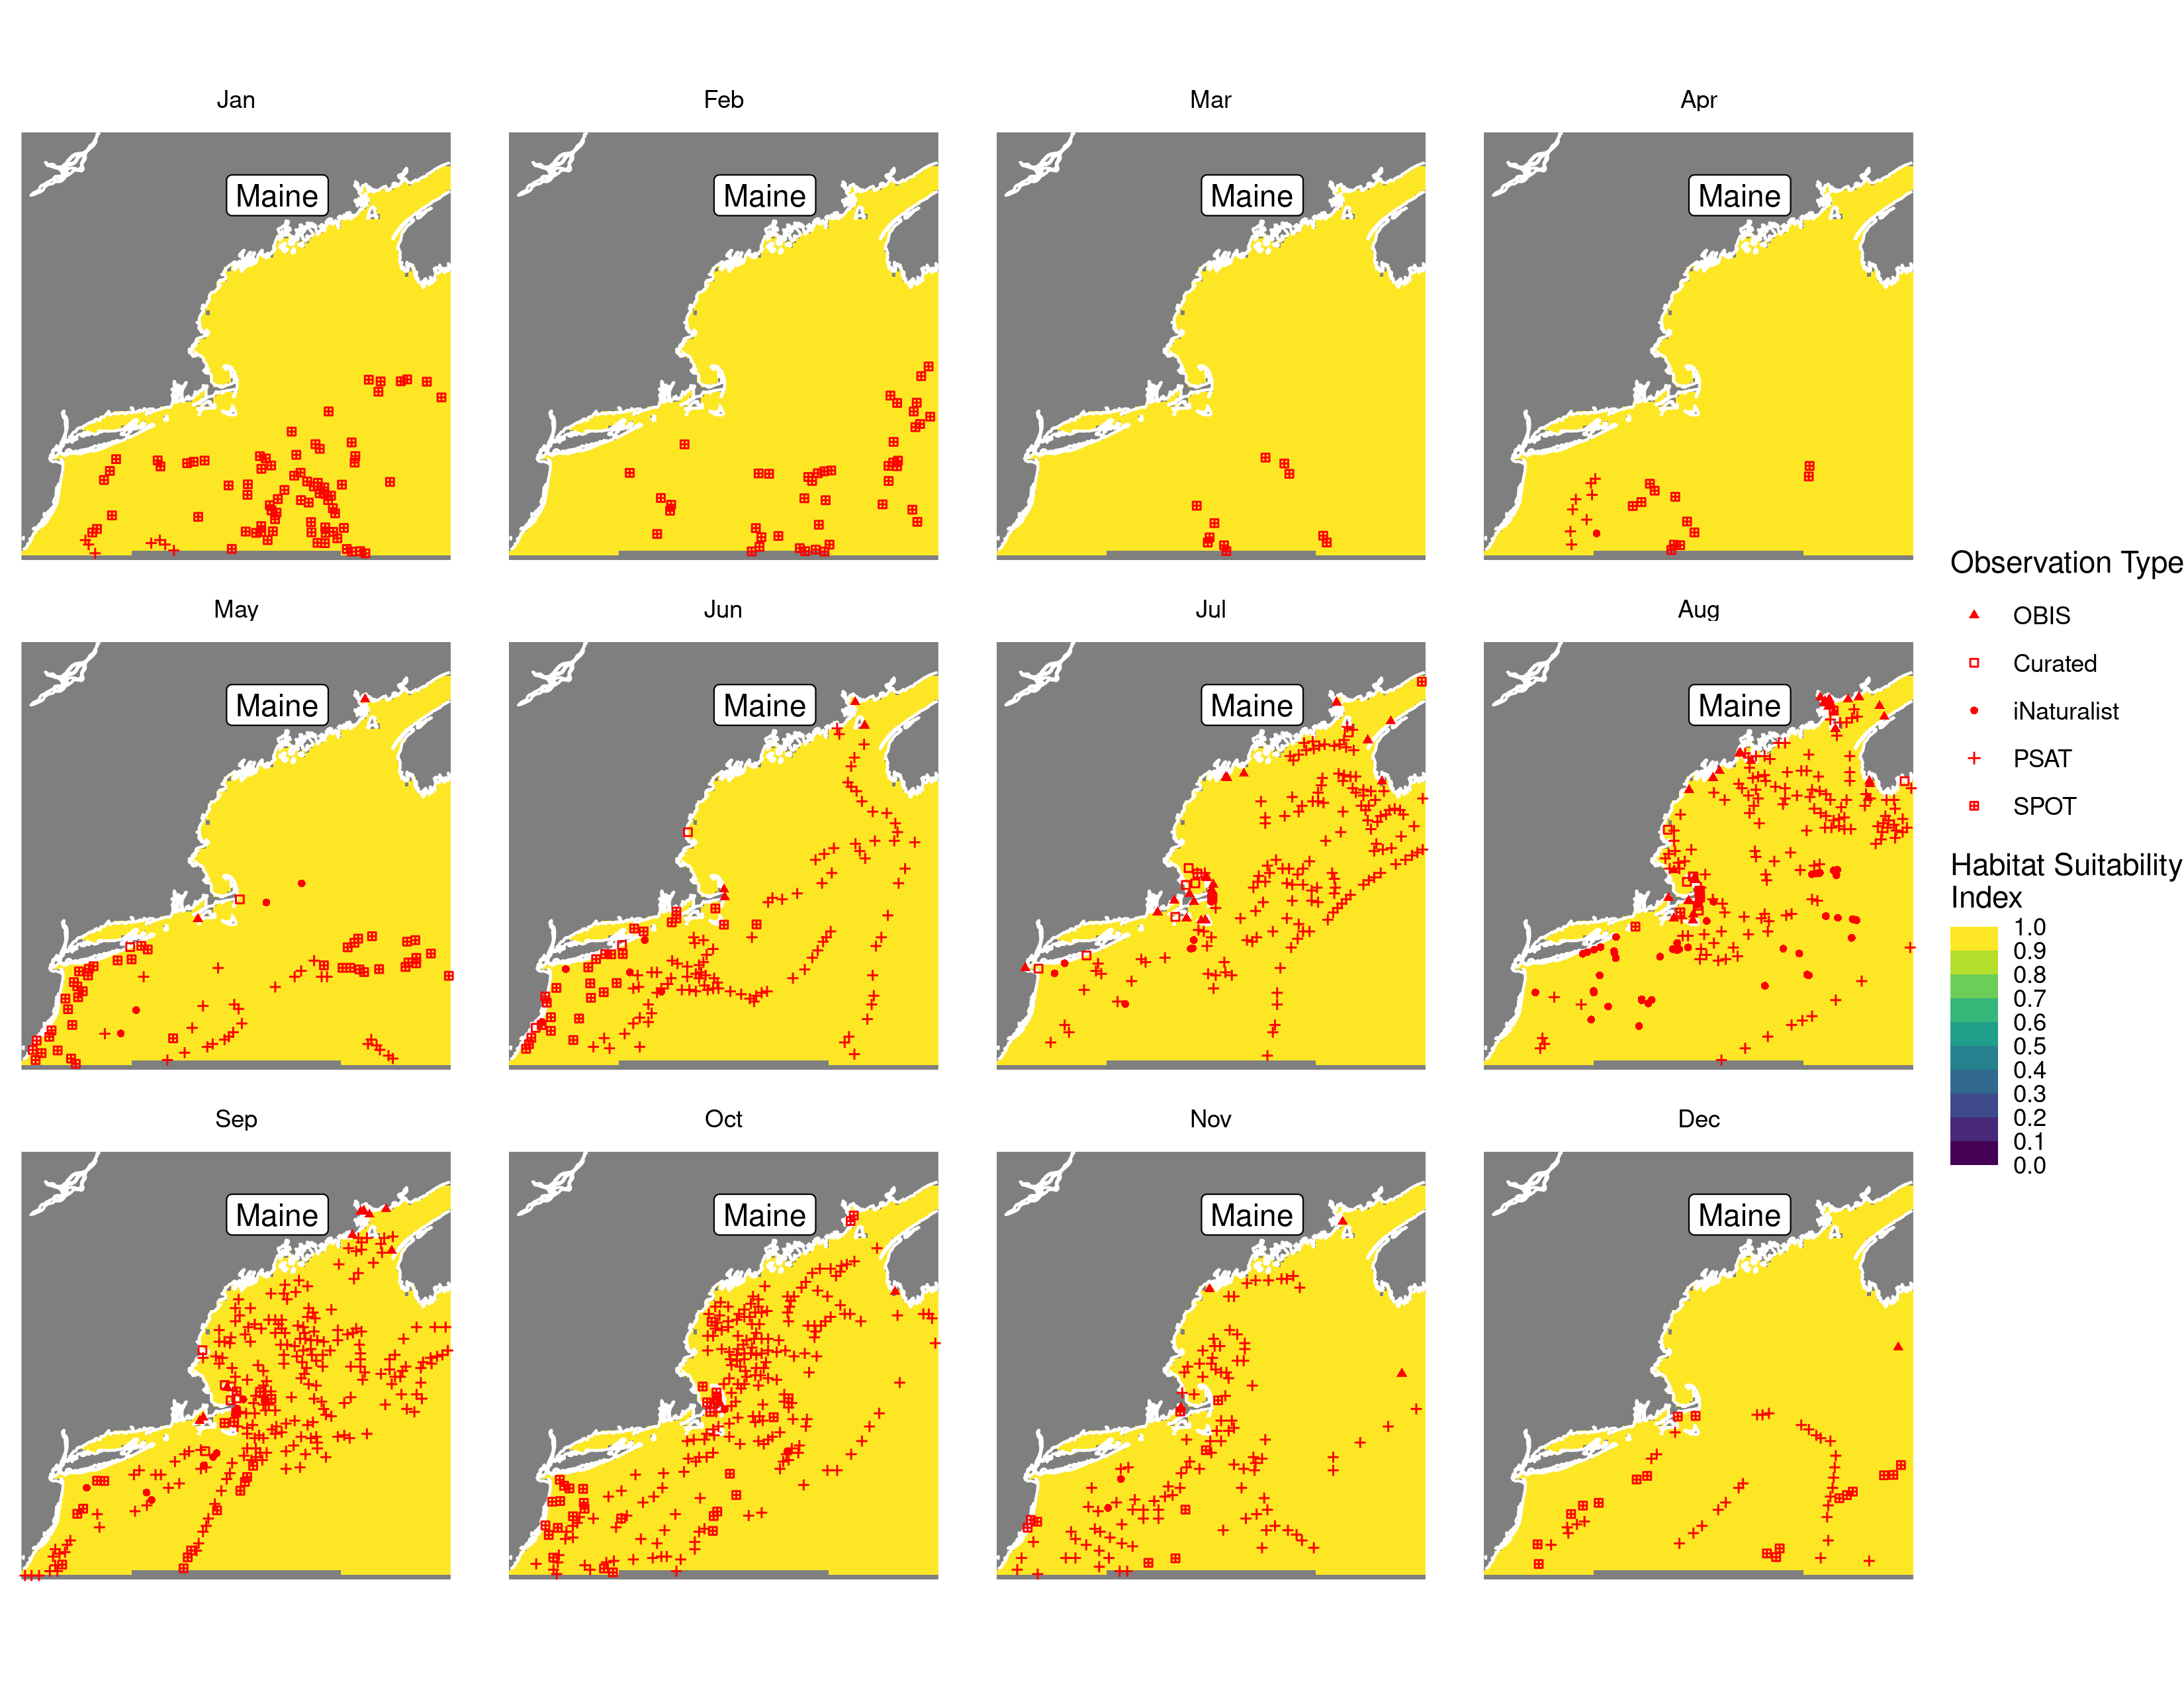 Jan
Feb
Mar
Apr
Maine
Maine
Maine
Maine
May
Jun
Jul
Aug
Maine
Maine
Maine
Maine
Sep
Oct
Nov
Dec
Maine
Maine
Maine
Maine
Observation Type
OBIS
Curated
iNaturalist
PSAT
SPOT
Habitat Suitability
Index
1.0
0.9
0.8
0.7
0.6
0.5
0.4
0.3
0.2
0.1
0.0